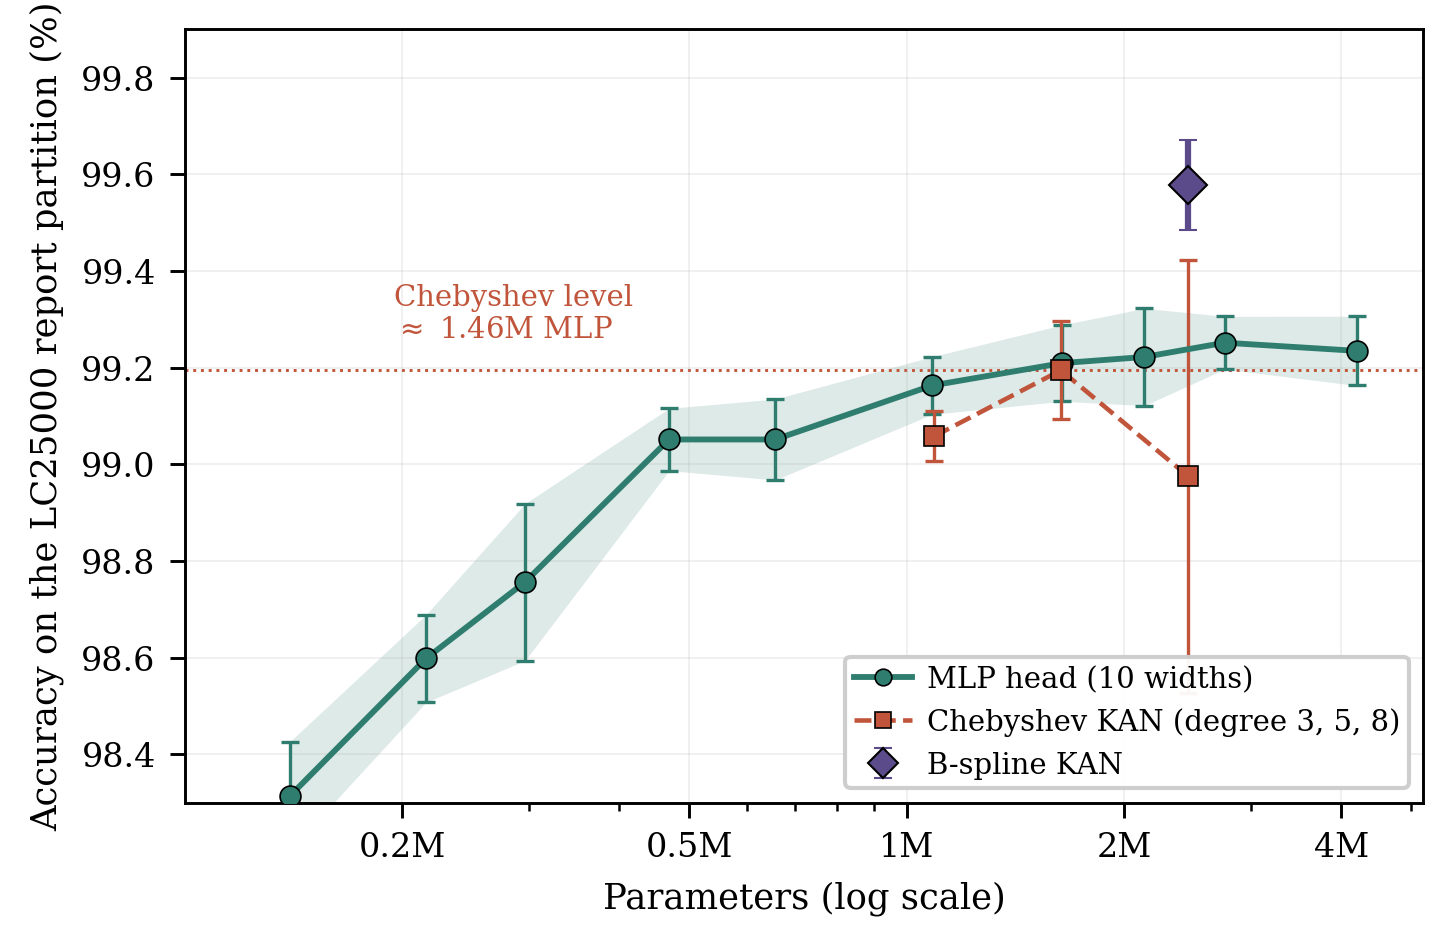 Accuracy on the LC25000 report partition (%)
99.8
99.6
99.4
99.2
99.0
98.8
98.6
98.4
Chebyshev level
≈ 1.46M MLP
MLP head (10 widths)
Chebyshev KAN (degree 3, 5, 8)
B-spline KAN
0.2M 0.5M 1M 2M 4M
Parameters (log scale)